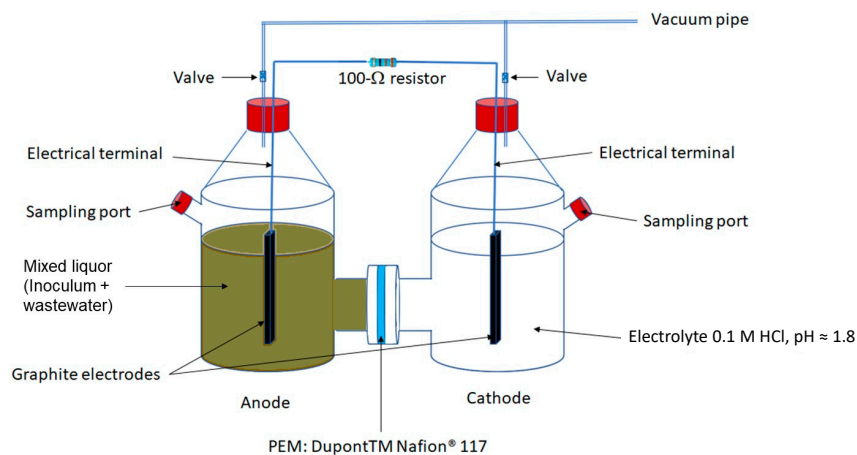 Vacuum pipe
Valve
100-Ω resistor
Valve
Electrical terminal
Electrical terminal
Sampling port
Sampling port
Mixed liquor
(Inoculum +
wastewater)
Electrolyte 0.1 M HCl, pH ≈ 1.8
Graphite electrodes
Anode
Cathode
PEM: DupontTM Nafion® 117